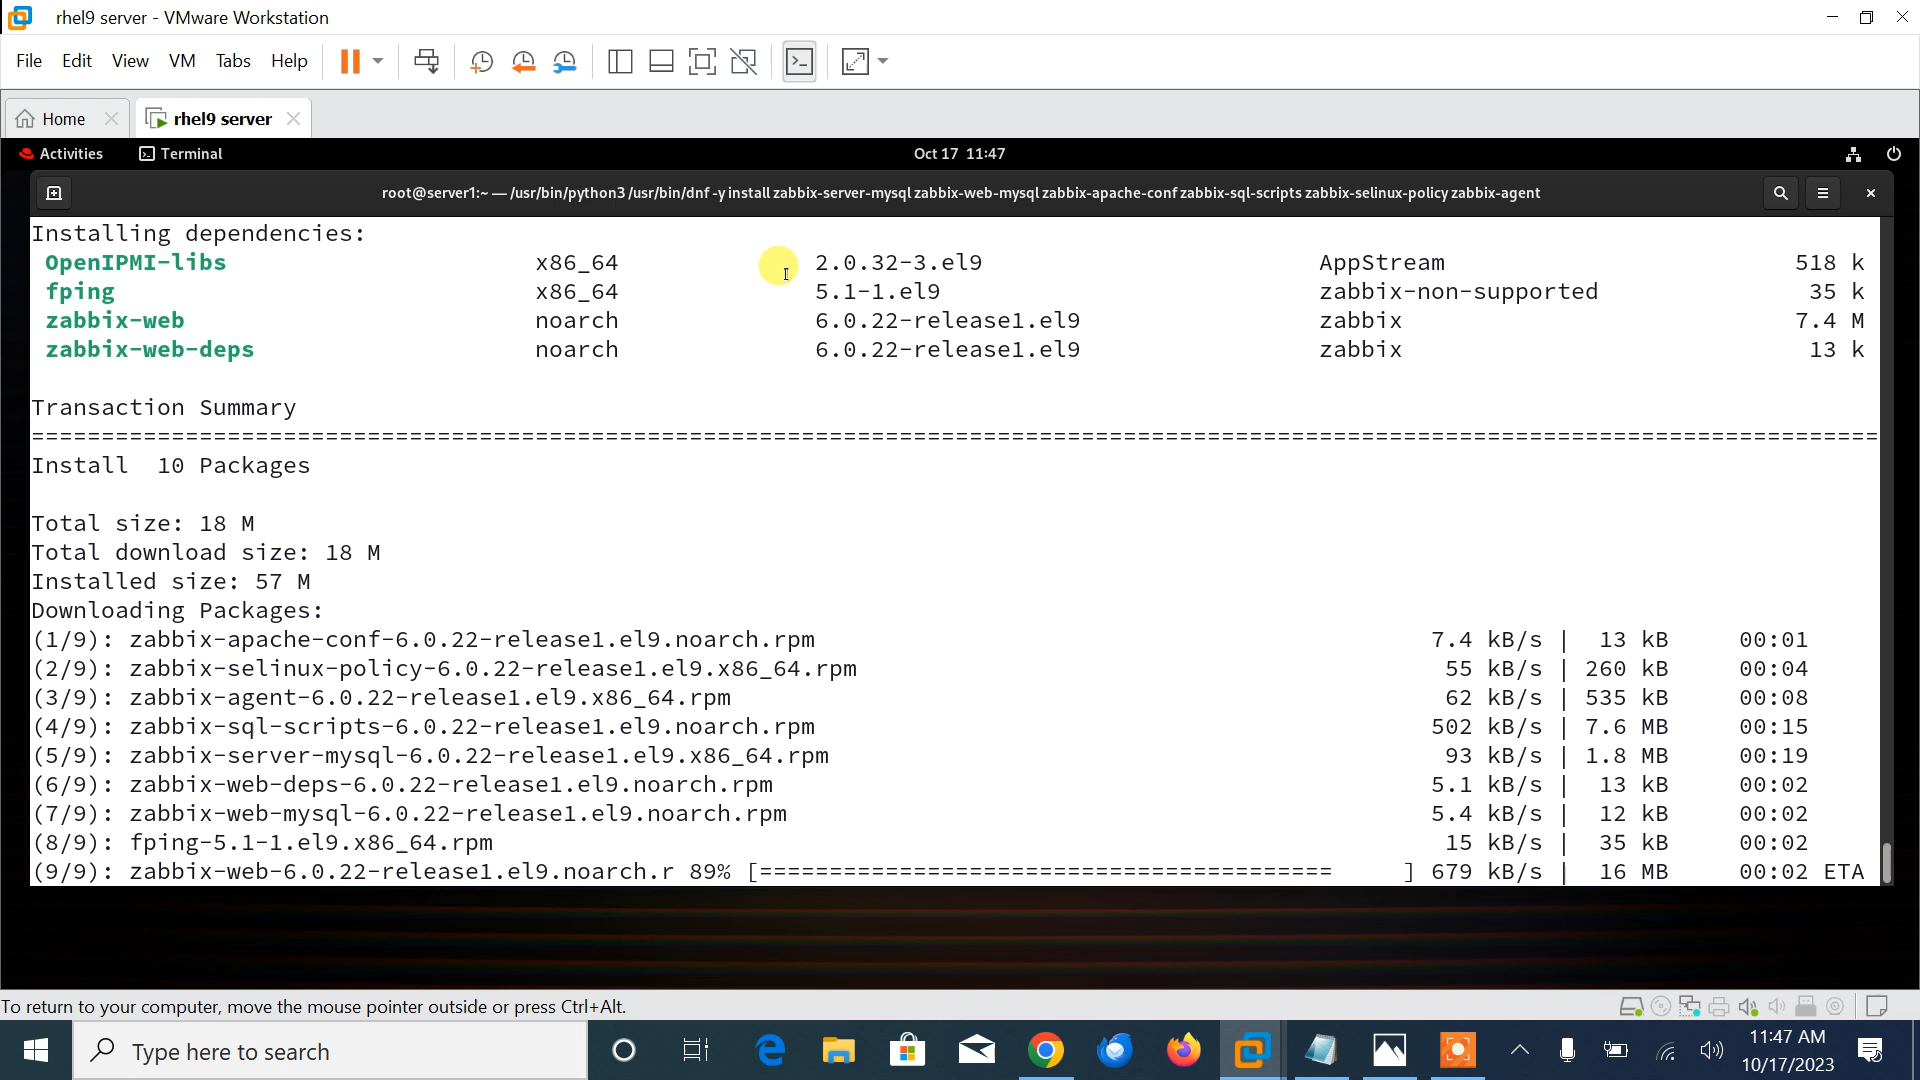 rhel9 server - VMware Workstation
File Edit View VM Tabs Help
Home rhel9 server
Activities Terminal Oct 17 11:47
root@server1:~ — /usr/bin/python3 /usr/bin/dnf -y install zabbix-server-mysql zabbix-web-mysql zabbix-apache-conf zabbix-sql-scripts zabbix-selinux-policy zabbix-agent
Installing dependencies:
OpenIPMI-libs x86_64 2.0.32-3.el9 AppStream 518 k
fping x86_64 5.1-1.el9 zabbix-non-supported 35 k
zabbix-web noarch 6.0.22-release1.el9 zabbix 7.4 M
zabbix-web-deps noarch 6.0.22-release1.el9 zabbix 13 k
Transaction Summary
====================================================================================================================================
Install 10 Packages
Total size: 18 M
Total download size: 18 M
Installed size: 57 M
Downloading Packages:
(1/9): zabbix-apache-conf-6.0.22-release1.el9.noarch.rpm 7.4 kB/s | 13 kB 00:01
(2/9): zabbix-selinux-policy-6.0.22-release1.el9.x86_64.rpm 55 kB/s | 260 kB 00:04
(3/9): zabbix-agent-6.0.22-release1.el9.x86_64.rpm 62 kB/s | 535 kB 00:08
(4/9): zabbix-sql-scripts-6.0.22-release1.el9.noarch.rpm 502 kB/s | 7.6 MB 00:15
(5/9): zabbix-server-mysql-6.0.22-release1.el9.x86_64.rpm 93 kB/s | 1.8 MB 00:19
(6/9): zabbix-web-deps-6.0.22-release1.el9.noarch.rpm 5.1 kB/s | 13 kB 00:02
(7/9): zabbix-web-mysql-6.0.22-release1.el9.noarch.rpm 5.4 kB/s | 12 kB 00:02
(8/9): fping-5.1-1.el9.x86_64.rpm 15 kB/s | 35 kB 00:02
(9/9): zabbix-web-6.0.22-release1.el9.noarch.r 89% [========================================= ] 679 kB/s | 16 MB 00:02 ETA
To return to your computer, move the mouse pointer outside or press Ctrl+Alt.
Type here to search
11:47 AM
10/17/2023